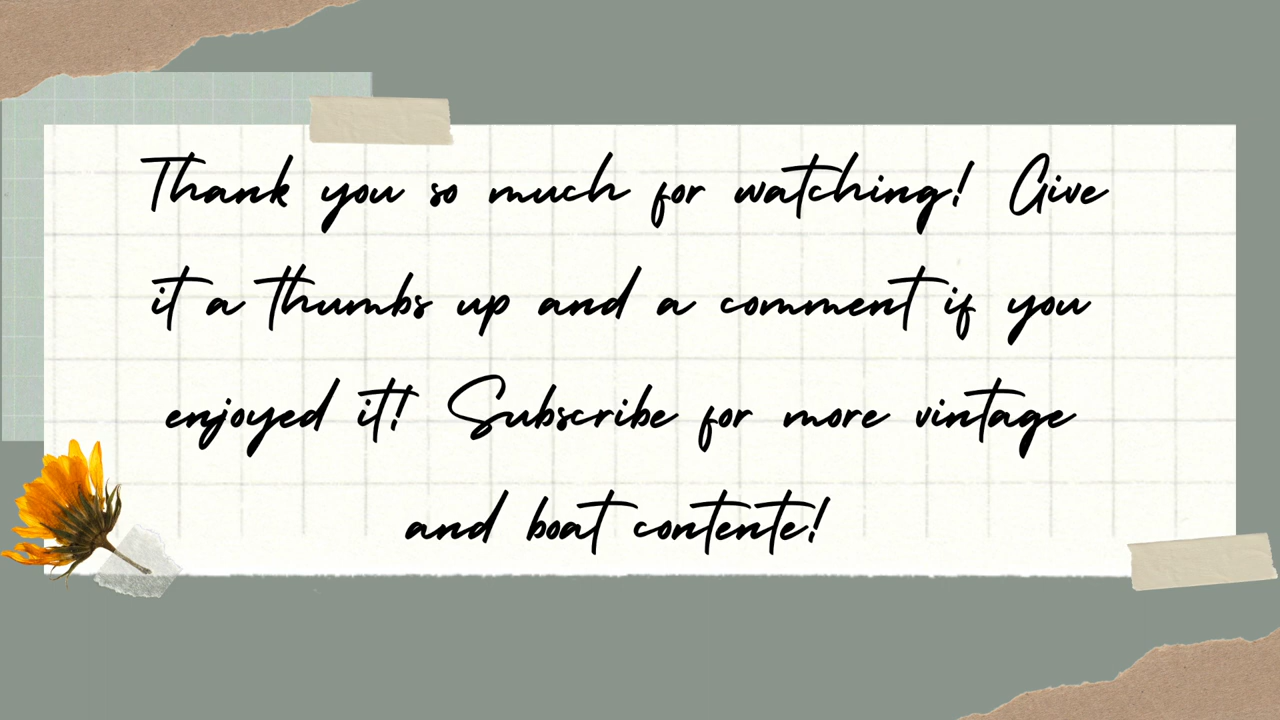 Thank you so much for watching! Give
it a thumbs up and a comment if you
enjoyed it! Subscribe for more vintage
and boat contente!